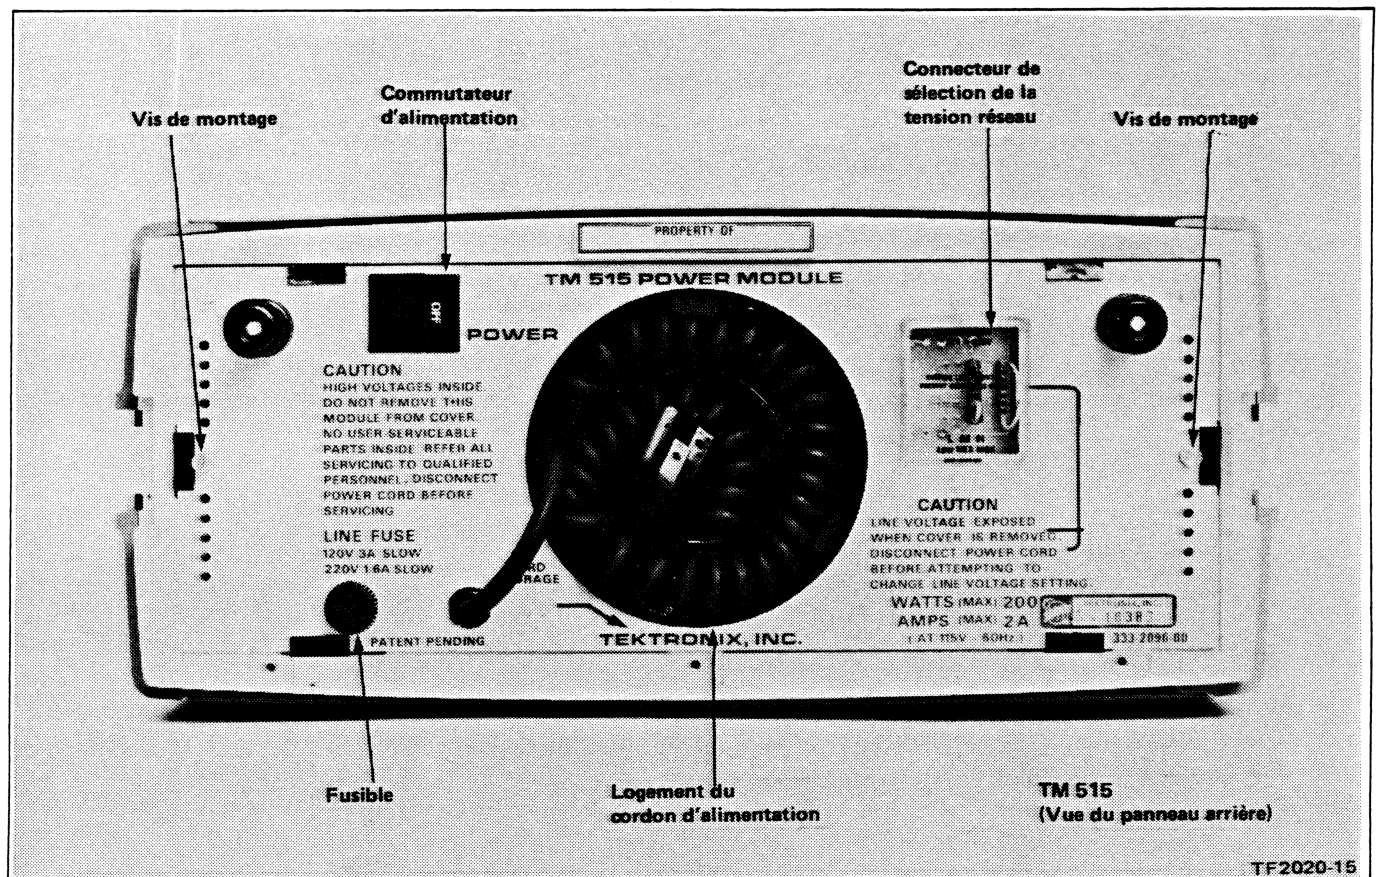 Connecteur de
sélection de la
tension réseau
Commutateur
d'alimentation
Vis de montage
Vis de montage
PROPERTY OF
TM 515 POWER MODULE
OFF
POWER
CAUTION
HIGH VOLTAGES INSIDE.
DO NOT REMOVE THIS
MODULE FROM COVER
NO USER SERVICEABLE
PARTS INSIDE REFER ALL
SERVICING TO QUALIFIED
PERSONNEL. DISCONNECT
POWER CORD BEFORE
SERVICING
LINE FUSE
120V 3A SLOW
220V 1.6A SLOW
PATENT PENDING
TEKTRONIX, INC.
CAUTION
LINE VOLTAGE EXPOSED
WHEN COVER IS REMOVED.
DISCONNECT POWER CORD
BEFORE ATTEMPTING TO
CHANGE LINE VOLTAGE SETTING.
WATTS (MAX) 200
AMPS (MAX) 2A
( AT 115V - 60Hz )
333 2096 00
Fusible
Logement du
cordon d'alimentation
TM 515
(Vue du panneau arrière)
TF2020-15